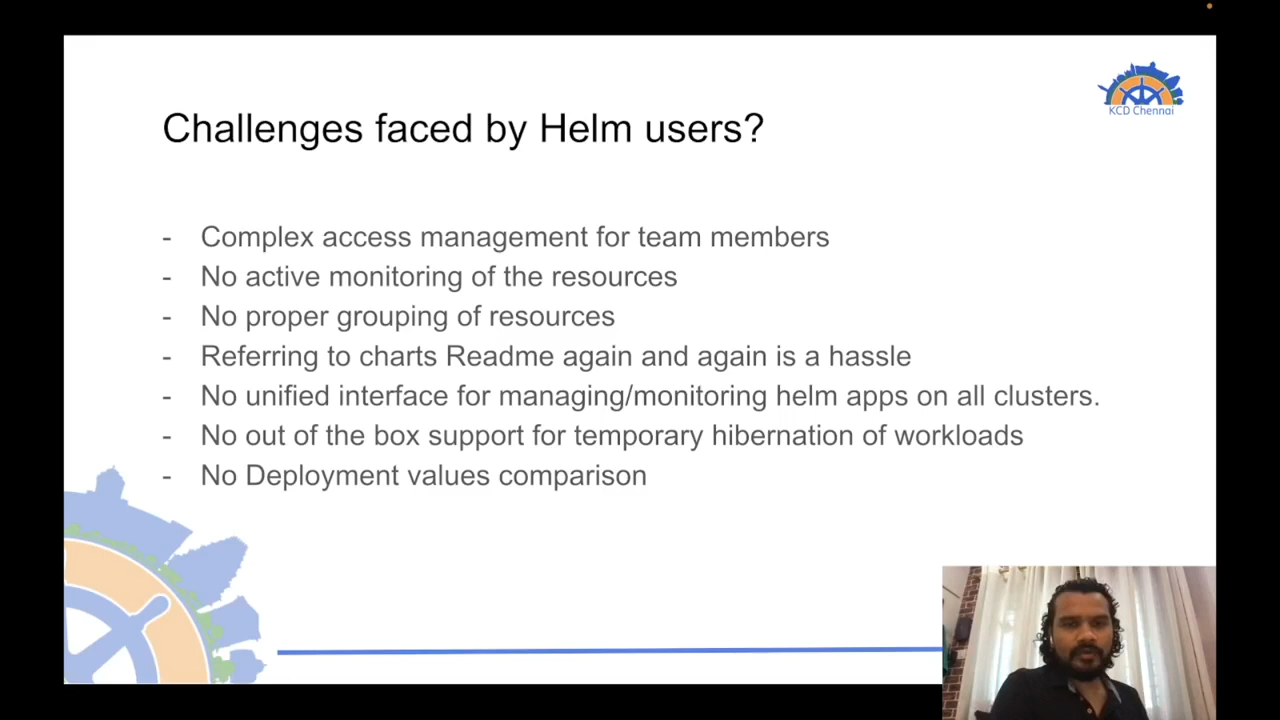 KCD Chennai
Challenges faced by Helm users?
- Complex access management for team members
- No active monitoring of the resources
- No proper grouping of resources
- Referring to charts Readme again and again is a hassle
- No unified interface for managing/monitoring helm apps on all clusters.
- No out of the box support for temporary hibernation of workloads
- No Deployment values comparison